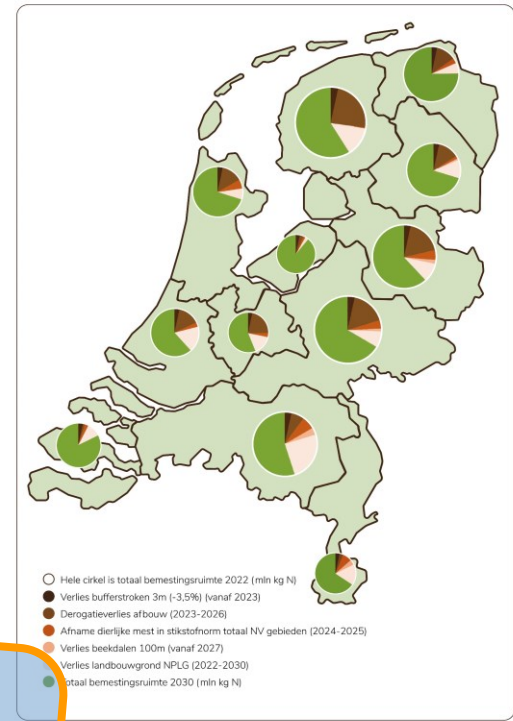 Hele cirkel is totaal bemestingsruimte 2022 (mln kg N)
Verlies bufferstroken 3m (-3,5%) (vanaf 2023)
Derogatieverlies afbouw (2023-2026)
Afname dierlijke mest in stikstofnorm totaal NV gebieden (2024-2025)
Verlies beekdalen 100m (vanaf 2027)
Verlies landbouwgrond NPLG (2022-2030)
totaal bemestingsruimte 2030 (mln kg N)